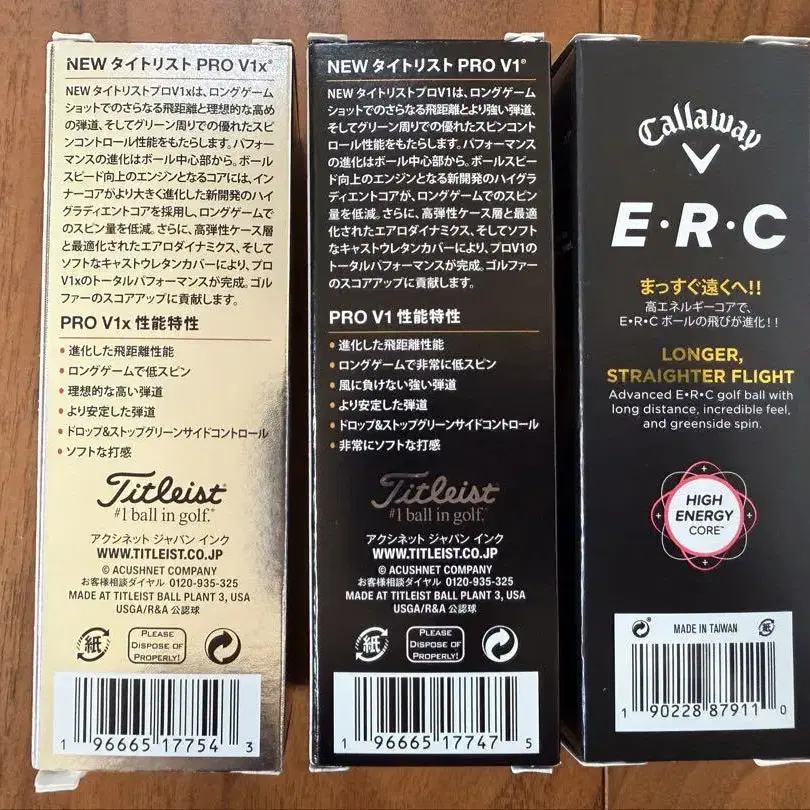 NEW タイトリスト PRO V1x®
NEW タイトリストプロV1xは、ロングゲーム
ショットでのさらなる飛距離と理想的な高め
の弾道、そしてグリーン周りでの優れたスピ
ンコントロール性能をもたらします。パフォー
マンスの進化はボール中心部から。ボール
スピード向上のエンジンとなるコアには、イン
ナーコアがより大きく進化した新開発のハイ
グラディエントコアを採用し、ロングゲームで
のスピン量を低減。さらに、高弾性ケース層
と最適化されたエアロダイナミクス、そして
ソフトなキャストウレタンカバーにより、プロ
V1xのトータルパフォーマンスが完成。ゴル
ファーのスコアアップに貢献します。
PRO V1x 性能特性
• 進化した飛距離性能
• ロングゲームで低スピン
• 理想的な高い弾道
• より安定した弾道
• ドロップ&ストップグリーンサイドコントロール
• ソフトな打感
Titleist®
#1 ball in golf.®
アクシネット ジャパン インク
WWW.TITLEIST.CO.JP
© ACUSHNET COMPANY
お客様相談ダイヤル 0120-935-325
MADE AT TITLEIST BALL PLANT 3, USA
USGA/R&A 公認球
紙
PLEASE
DISPOSE OF
PROPERLY!
1 96665 17754 3
NEW タイトリスト PRO V1®
NEW タイトリストプロV1は、ロングゲーム
ショットでのさらなる飛距離とより強い弾道、
そしてグリーン周りでの優れたスピンコント
ロール性能をもたらします。パフォーマンス
の進化はボール中心部から。ボールスピー
ド向上のエンジンとなる新開発のハイグラ
ディエントコアが、ロングゲームでのスピン
量を低減。さらに、高弾性ケース層と最適
化されたエアロダイナミクス、そしてソフト
なキャストウレタンカバーにより、プロV1の
トータルパフォーマンスが完成。ゴルファー
のスコアアップに貢献します。
PRO V1 性能特性
• 進化した飛距離性能
• ロングゲームで非常に低スピン
• 風に負けない強い弾道
• より安定した弾道
• ドロップ&ストップグリーンサイドコントロール
• 非常にソフトな打感
Titleist®
#1 ball in golf.®
アクシネット ジャパン インク
WWW.TITLEIST.CO.JP
© ACUSHNET COMPANY
お客様相談ダイヤル 0120-935-325
MADE AT TITLEIST BALL PLANT 3, USA
USGA/R&A 公認球
紙
PLEASE
DISPOSE OF
PROPERLY!
1 96665 17747 5
Callaway
E•R•C
まっすぐ遠くへ!!
高エネルギーコアで、
E•R•C ボールの飛びが進化!!
LONGER,
STRAIGHTER FLIGHT
Advanced E•R•C golf ball with
long distance, incredible feel,
and greenside spin.
HIGH
ENERGY
CORE™
MADE IN TAIWAN
紙
1 90228 87911 0